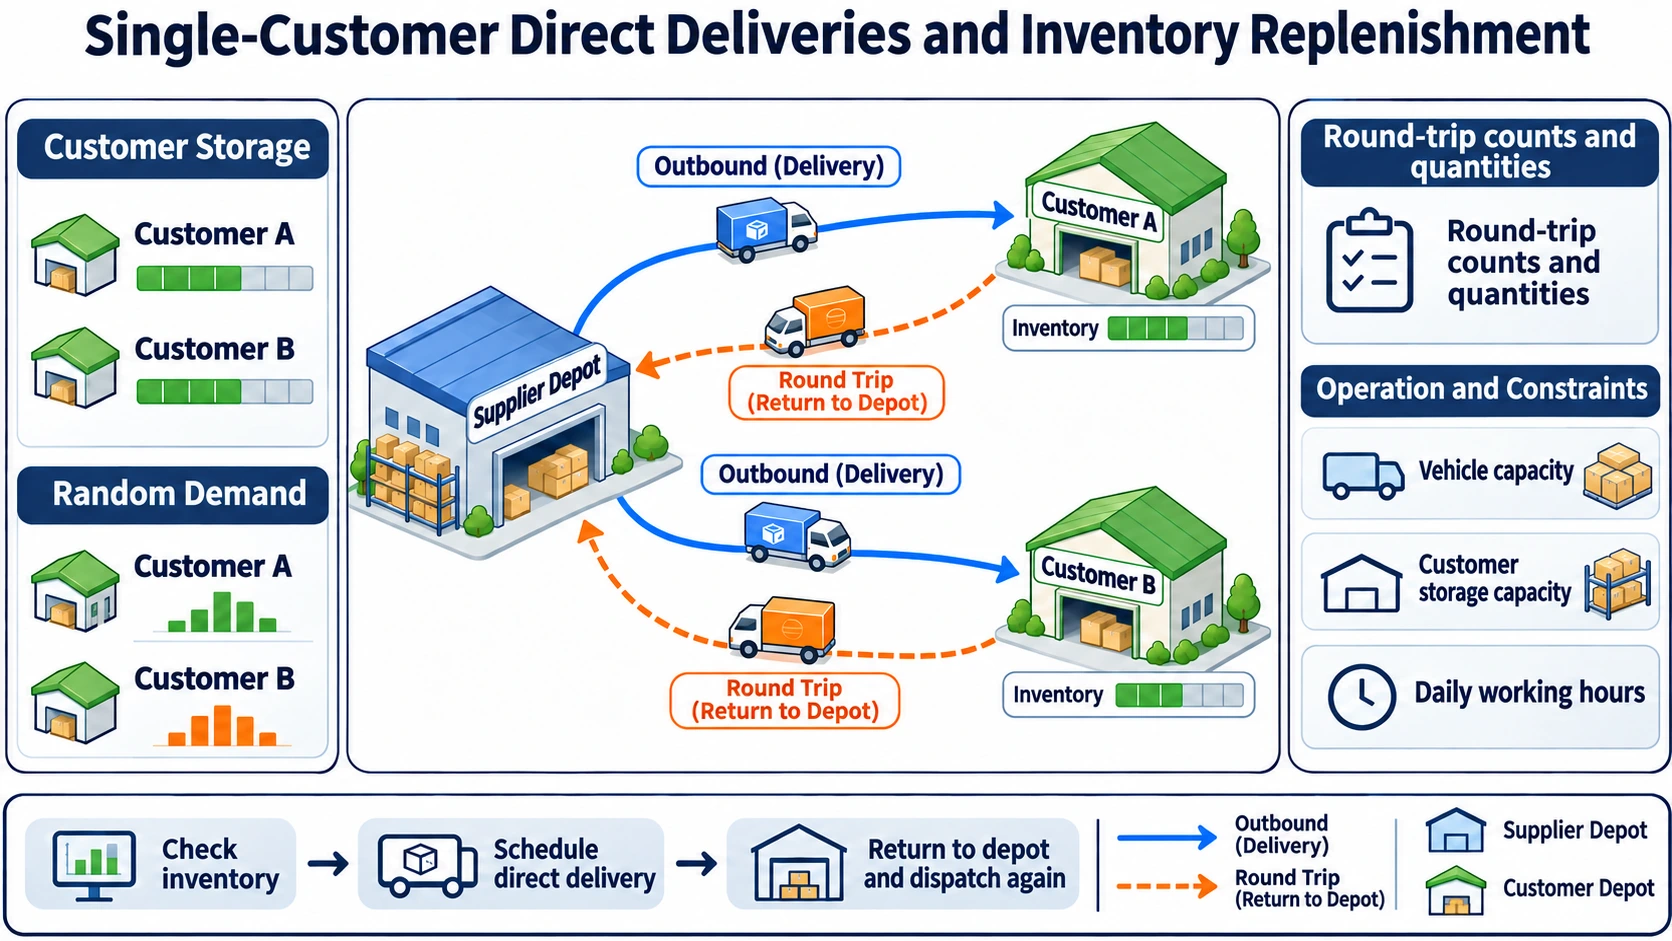 Single-Customer Direct Deliveries and Inventory Replenishment
Customer Storage
Customer A
Customer B
Random Demand
Customer A
Customer B
Outbound (Delivery)
Customer A
Inventory
Round Trip
(Return to Depot)
Supplier Depot
Outbound (Delivery)
Customer B
Inventory
Round Trip
(Return to Depot)
Round-trip counts and
quantities
Round-trip
counts and
quantities
Operation and Constraints
Vehicle capacity
Customer
storage capacity
Daily working hours
Check
inventory
Schedule
direct delivery
Return to depot
and dispatch again
Outbound
(Delivery)
Round Trip
(Return to Depot)
Supplier Depot
Customer Depot